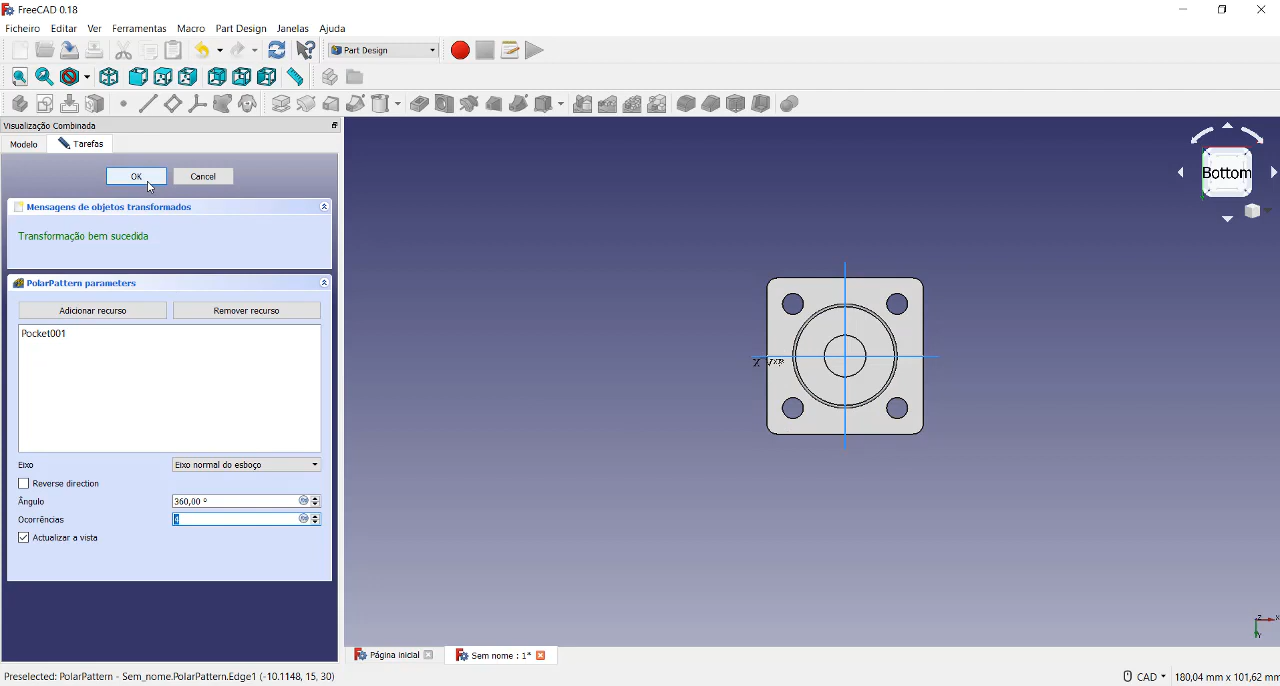 FreeCAD 0.18
Ficheiro Editar Ver Ferramentas Macro Part Design Janelas Ajuda
Part Design
Visualização Combinada
Modelo Tarefas
OK Cancel
Mensagens de objetos transformados
Transformação bem sucedida
PolarPattern parameters
Adicionar recurso Remover recurso
Pocket001
Eixo Eixo normal do esboço
Reverse direction
Ângulo 360,00 °
Ocorrências 4
Actualizar a vista
Bottom
Z Y X
Página inicial Sem nome : 1*
Preselected: PolarPattern - Sem_nome.PolarPattern.Edge1 (-10.1148, 15, 30) CAD 180,04 mm x 101,62 mm